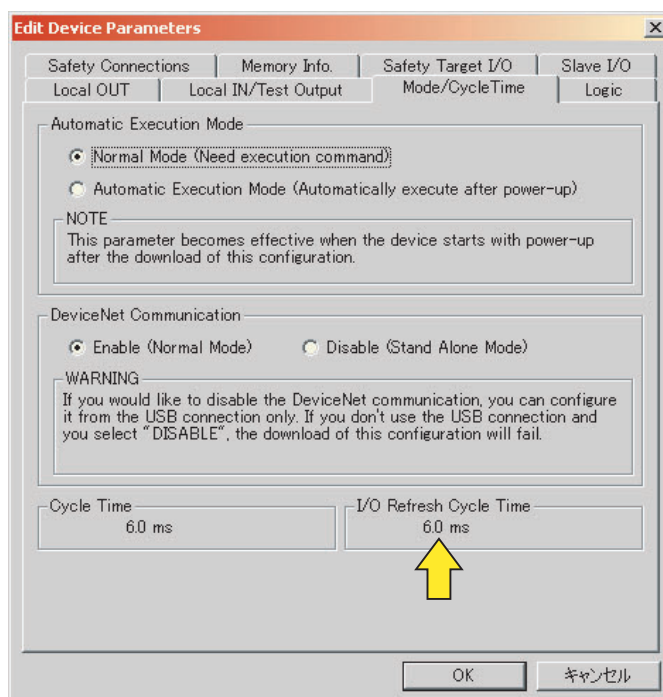 Edit Device Parameters
Safety Connections Memory Info. Safety Target I/O Slave I/O
Local OUT Local IN/Test Output Mode/CycleTime Logic
Automatic Execution Mode
Normal Mode (Need execution command)
Automatic Execution Mode (Automatically execute after power-up)
NOTE
This parameter becomes effective when the device starts with power-up
after the download of this configuration.
DeviceNet Communication
Enable (Normal Mode) Disable (Stand Alone Mode)
WARNING
If you would like to disable the DeviceNet communication, you can configure
it from the USB connection only. If you don't use the USB connection and
you select "DISABLE", the download of this configuration will fail.
Cycle Time I/O Refresh Cycle Time
6.0 ms 6.0 ms
OK キャンセル